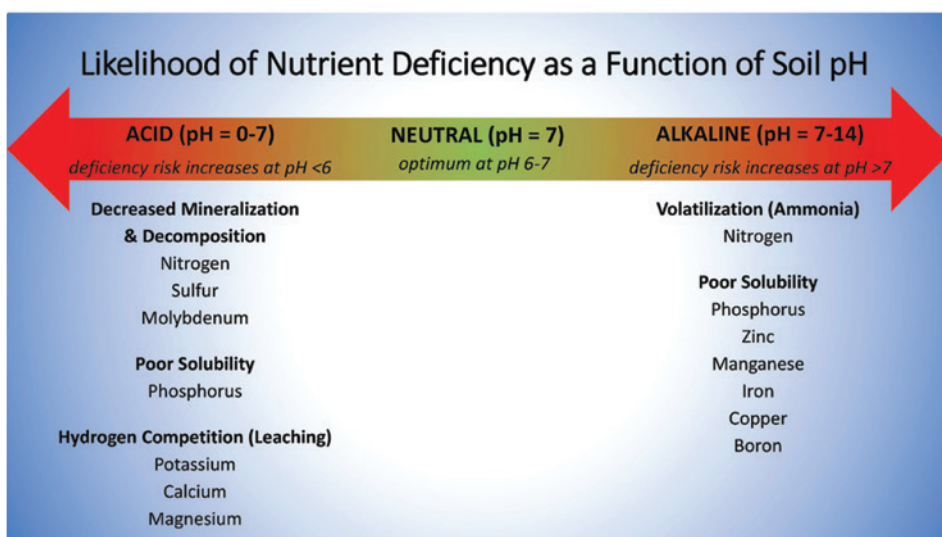 Likelihood of Nutrient Deficiency as a Function of Soil pH
ACID (pH = 0-7)
deficiency risk increases at pH <6
NEUTRAL (pH = 7)
optimum at pH 6-7
ALKALINE (pH = 7-14)
deficiency risk increases at pH >7
Decreased Mineralization
& Decomposition
Nitrogen
Sulfur
Molybdenum
Poor Solubility
Phosphorus
Hydrogen Competition (Leaching)
Potassium
Calcium
Magnesium
Volatilization (Ammonia)
Nitrogen
Poor Solubility
Phosphorus
Zinc
Manganese
Iron
Copper
Boron